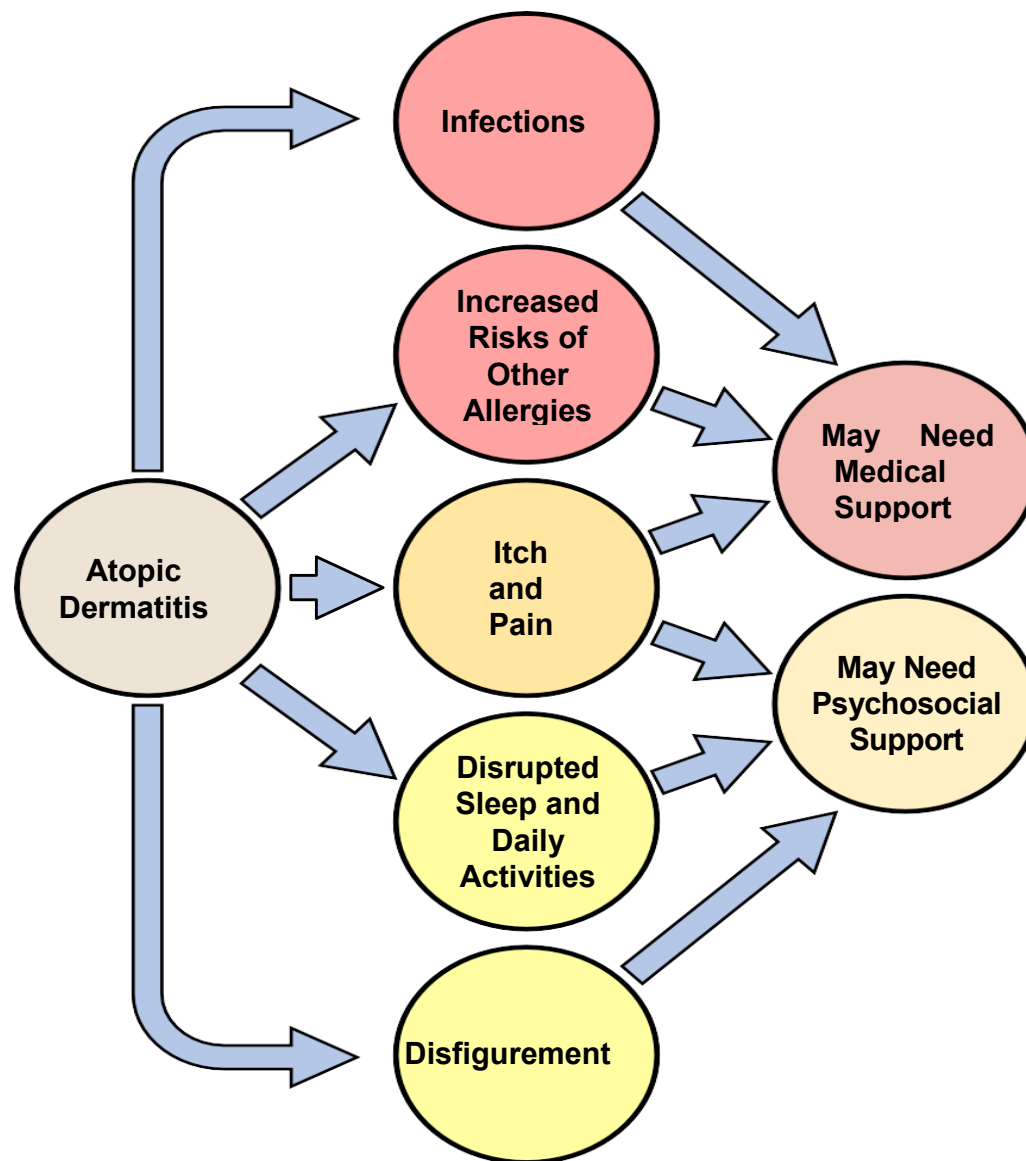 Infections
Increased
Risks of
Other
Allergies
May Need
Medical
Support
Atopic
Dermatitis
Itch
and
Pain
May Need
Psychosocial
Support
Disrupted
Sleep and
Daily
Activities
Disfigurement